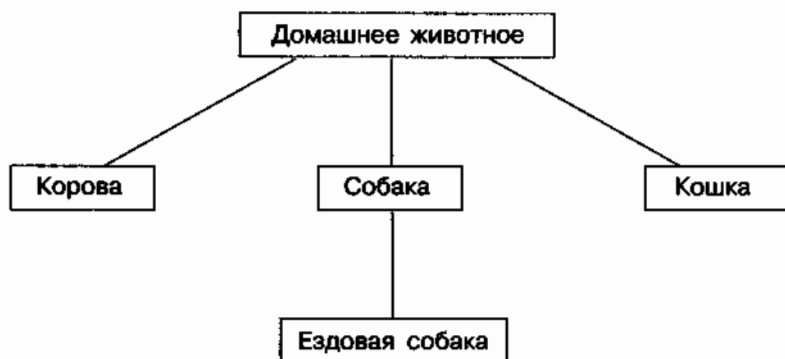 Домашнее животное
Корова
Собака
Кошка
Ездовая собака